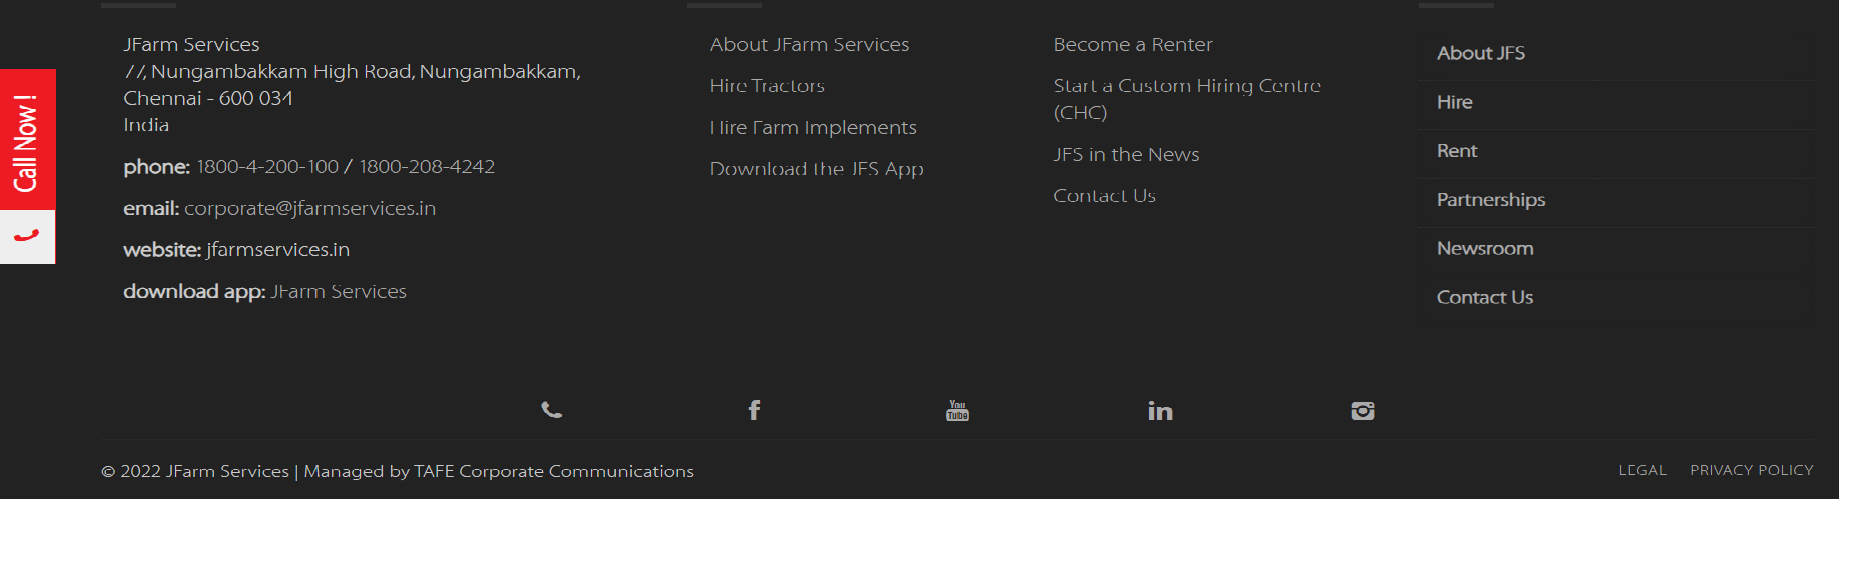 JFarm Services
77, Nungambakkam High Road, Nungambakkam,
Chennai - 600 034
India
phone: 1800-4-200-100 / 1800-208-4242
email: corporate@jfarmservices.in
website: jfarmservices.in
download app: JFarm Services
About JFarm Services
Hire Tractors
Hire Farm Implements
Download the JFS App
Become a Renter
Start a Custom Hiring Centre
(CHC)
JFS in the News
Contact Us
About JFS
Hire
Rent
Partnerships
Newsroom
Contact Us
Call Now !
You
Tube
© 2022 JFarm Services | Managed by TAFE Corporate Communications
LEGAL PRIVACY POLICY